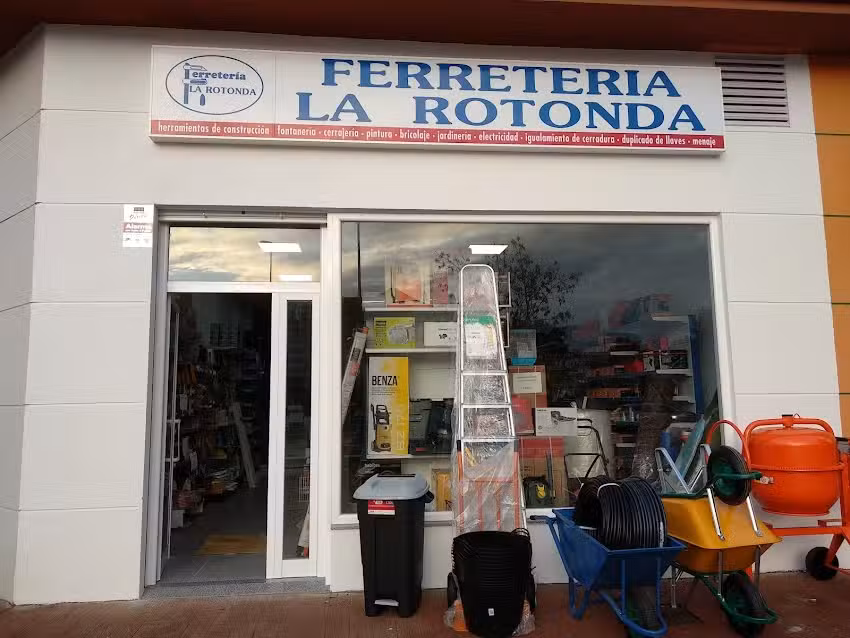 Ferretería
LA ROTONDA
FERRETERIA
LA ROTONDA
herramientas de construcción fontanería - cerrajería - pintura - bricolaje - jardinería - electricidad - igualamiento de cerradura - duplicado de llaves - menaje
BENZA